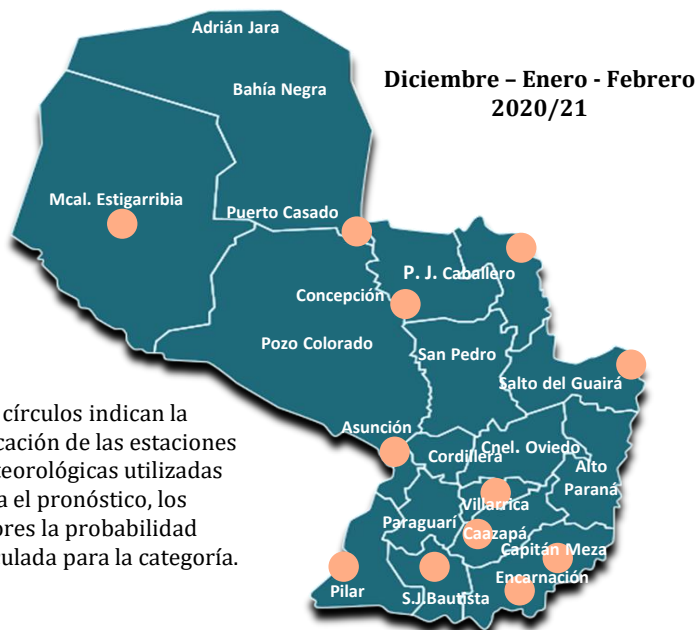 Adrián Jara
Diciembre – Enero - Febrero
2020/21
Bahía Negra
Mcal. Estigarribia
Puerto Casado
P. J. Caballero
Concepción
Pozo Colorado
San Pedro
Salto del Guairá
círculos indican la
cación de las estaciones
teorológicas utilizadas
a el pronóstico, los
ores la probabilidad
culada para la categoría.
Asunción
Cordillera
Cnel. Oviedo
Alto
Paraná
Villarrica
Paraguarí
Caazapá
Capitán Meza
Encarnación
Pilar
S.J.Bautista